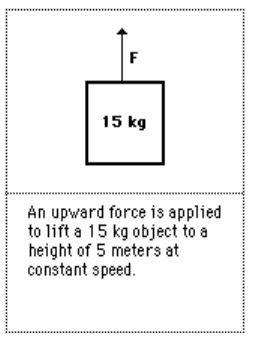 F
15 kg
An upward force is applied
to lift a 15 kg object to a
height of 5 meters at
constant speed.